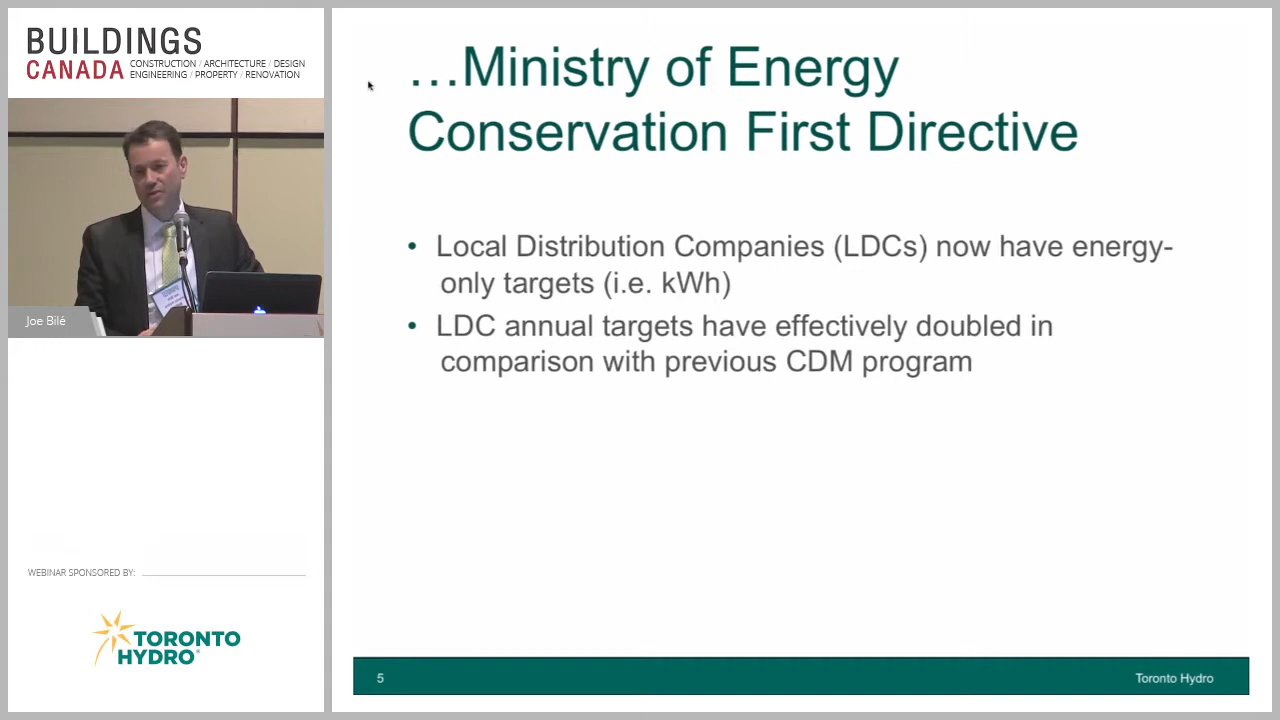 BUILDINGS
CANADA CONSTRUCTION / ARCHITECTURE / DESIGN
ENGINEERING / PROPERTY / RENOVATION
Joe Bilé
WEBINAR SPONSORED BY:
TORONTO
HYDRO
…Ministry of Energy
Conservation First Directive
• Local Distribution Companies (LDCs) now have energy-
only targets (i.e. kWh)
• LDC annual targets have effectively doubled in
comparison with previous CDM program
5
Toronto Hydro